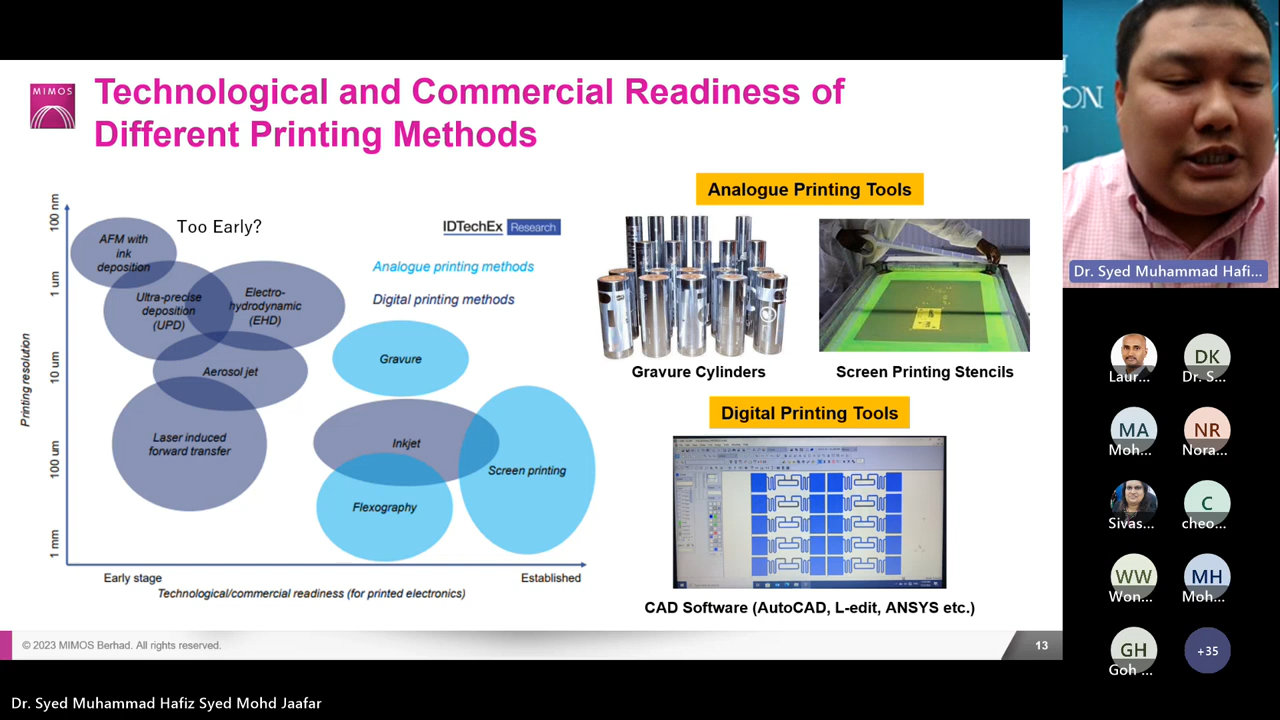 MIMOS
Technological and Commercial Readiness of
Different Printing Methods
Too Early?
IDTechEx Research
Analogue printing methods
Digital printing methods
Printing resolution
100 nm
1 um
10 um
100 um
1 mm
AFM with
ink
deposition
Ultra-precise
deposition
(UPD)
Electro-
hydrodynamic
(EHD)
Aerosol jet
Laser induced
forward transfer
Gravure
Inkjet
Flexography
Screen printing
Early stage
Established
Technological/commercial readiness (for printed electronics)
Analogue Printing Tools
Gravure Cylinders
Screen Printing Stencils
Digital Printing Tools
CAD Software (AutoCAD, L-edit, ANSYS etc.)
© 2023 MIMOS Berhad. All rights reserved.
13
Dr. Syed Muhammad Hafi...
Laur...
DK
Dr. S...
MA
Moh...
NR
Nora...
Sivas...
C
cheo...
WW
Won...
MH
Moh...
GH
Goh ...
+35
Dr. Syed Muhammad Hafiz Syed Mohd Jaafar